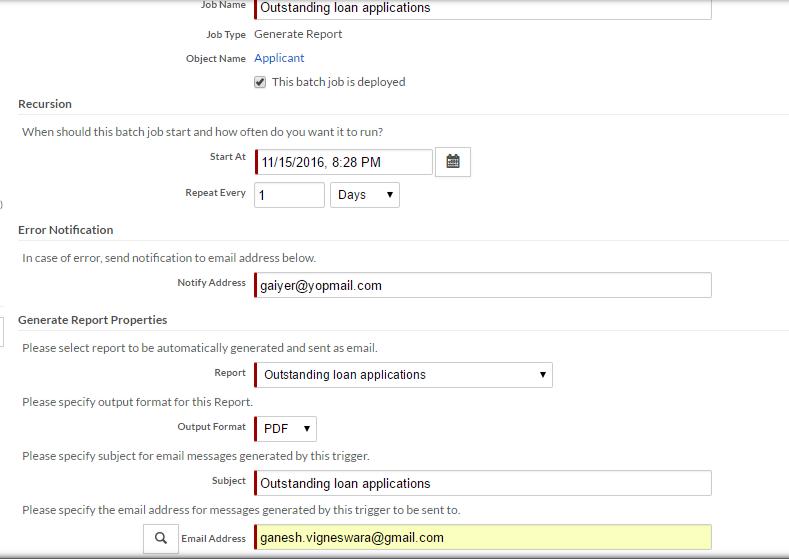 Job Name Outstanding loan applications
Job Type Generate Report
Object Name Applicant
This batch job is deployed
Recursion
When should this batch job start and how often do you want it to run?
Start At 11/15/2016, 8:28 PM
Repeat Every 1 Days
Error Notification
In case of error, send notification to email address below.
Notify Address gaiyer@yopmail.com
Generate Report Properties
Please select report to be automatically generated and sent as email.
Report Outstanding loan applications
Please specify output format for this Report.
Output Format PDF
Please specify subject for email messages generated by this trigger.
Subject Outstanding loan applications
Please specify the email address for messages generated by this trigger to be sent to.
Email Address ganesh.vigneswara@gmail.com